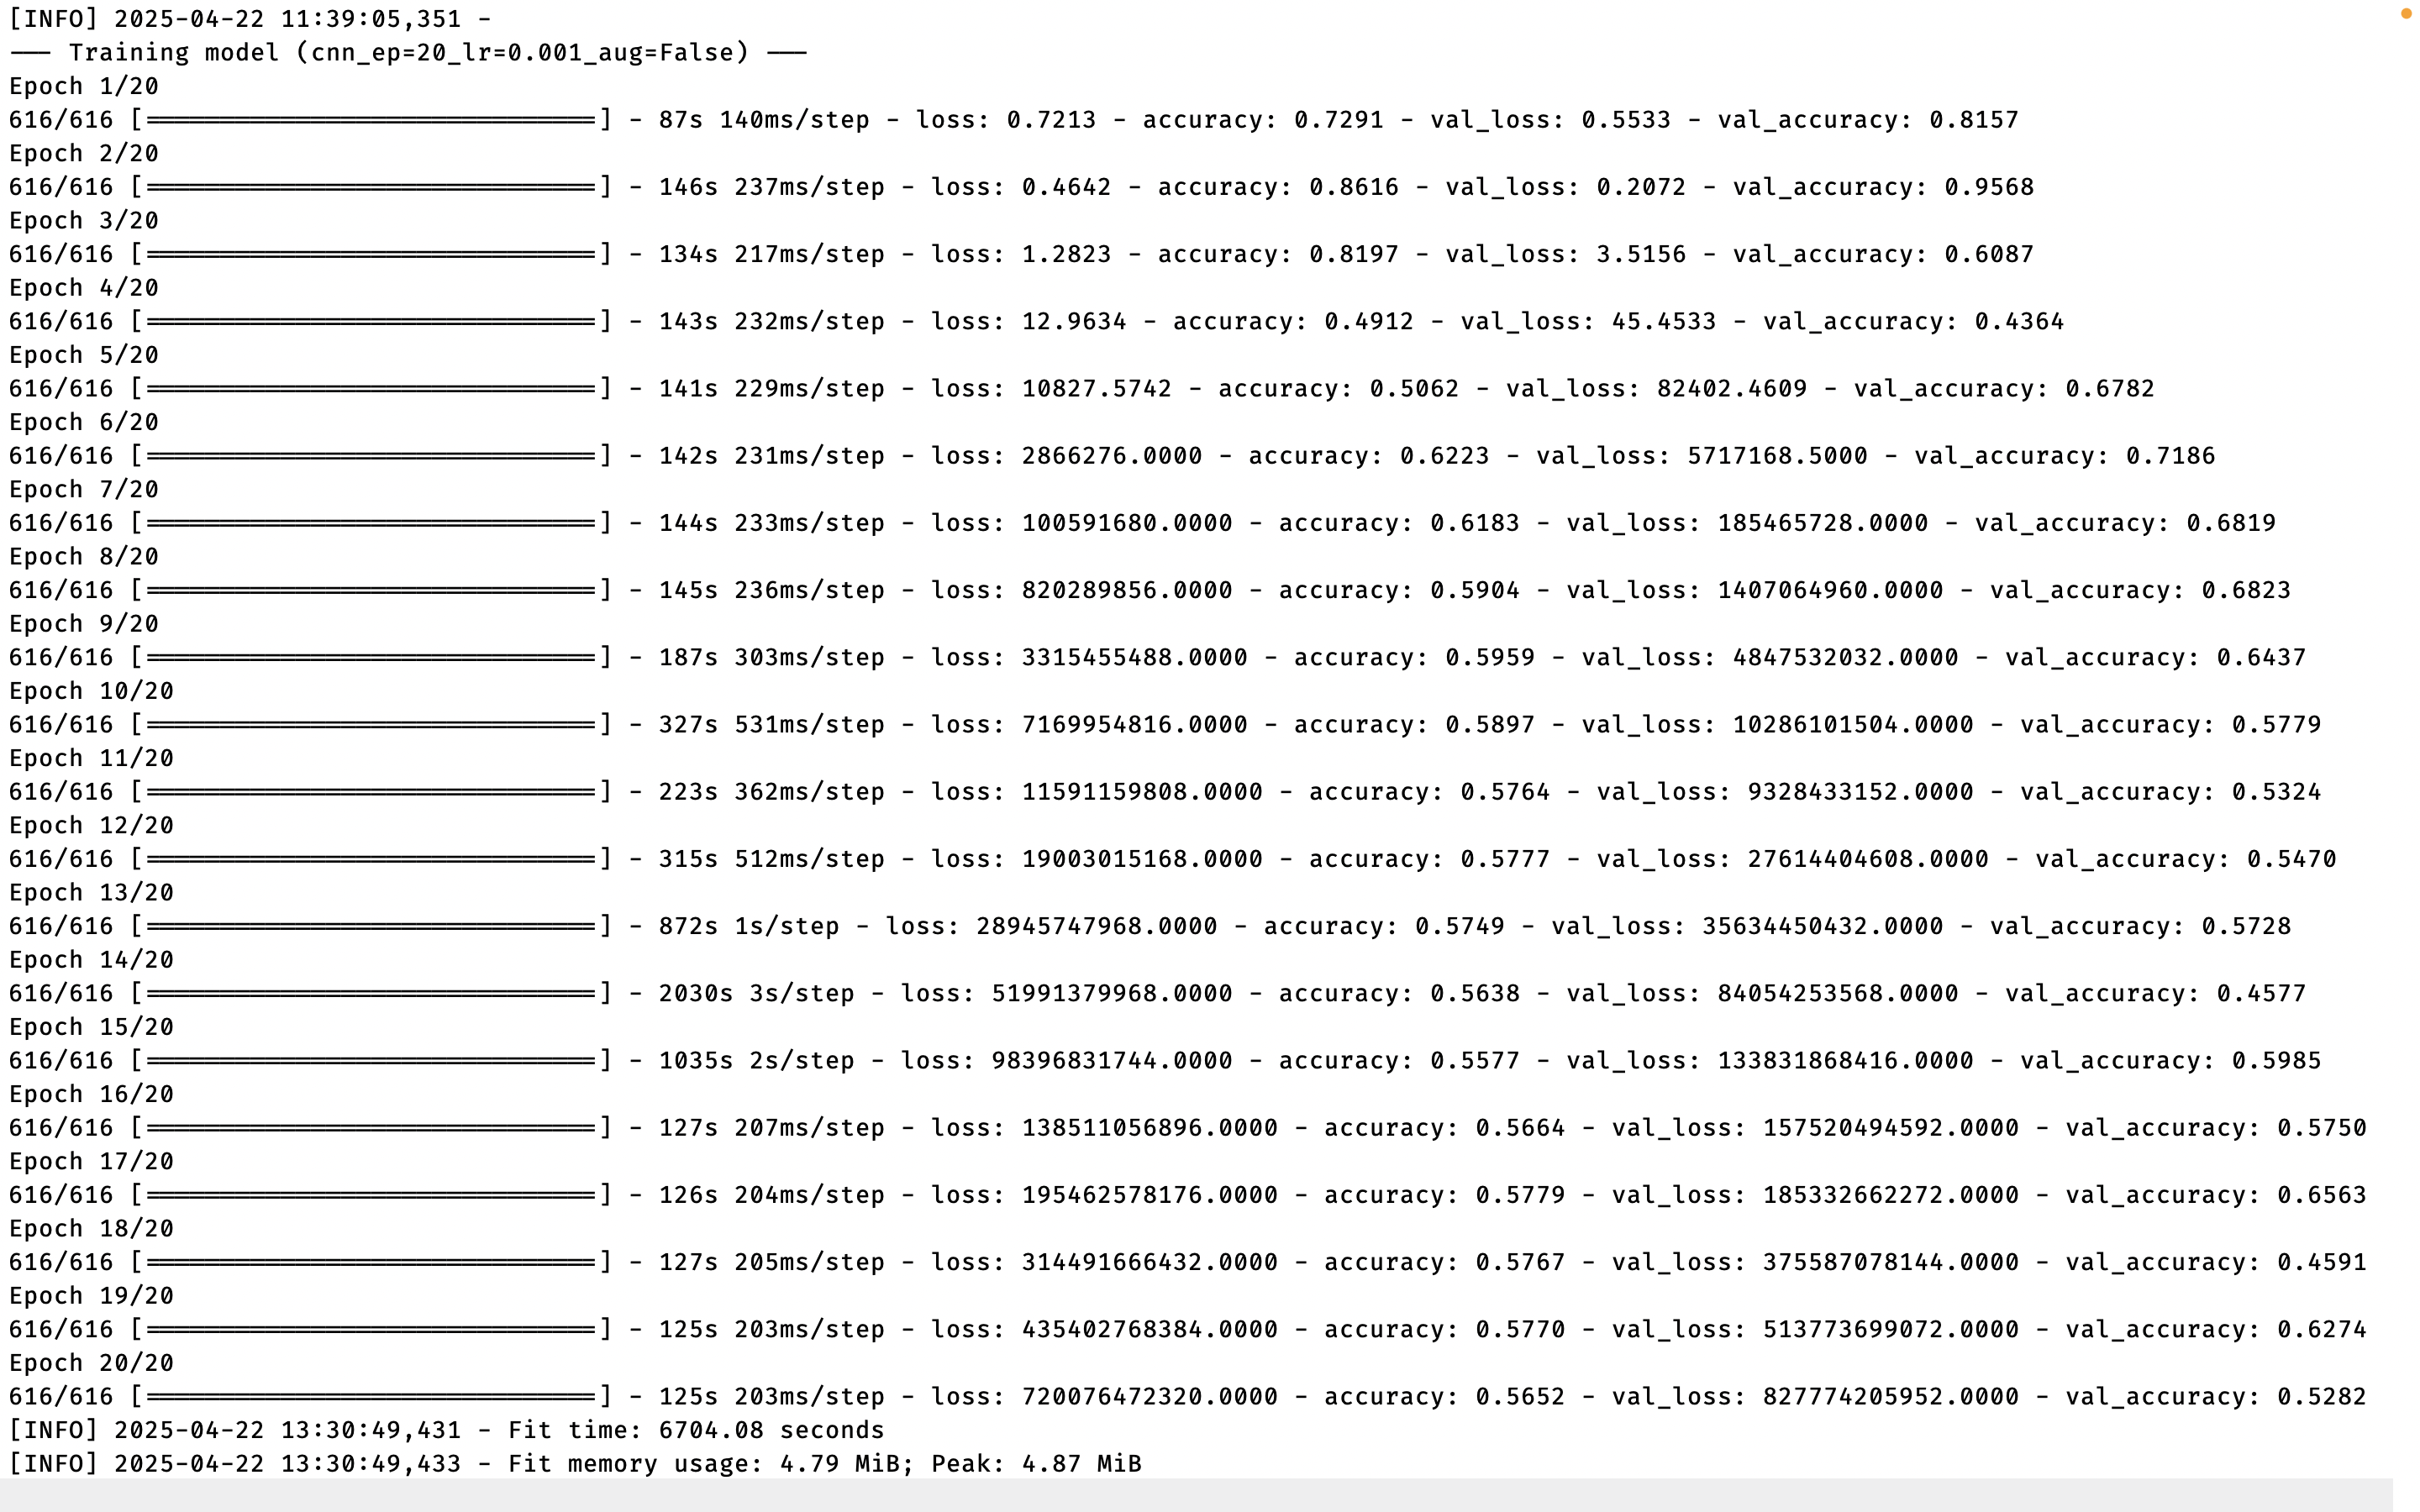 [INFO] 2025-04-22 11:39:05,351 -
—— Training model (cnn_ep=20_lr=0.001_aug=False) ——
Epoch 1/20
616/616 [==============================] - 87s 140ms/step - loss: 0.7213 - accuracy: 0.7291 - val_loss: 0.5533 - val_accuracy: 0.8157
Epoch 2/20
616/616 [==============================] - 146s 237ms/step - loss: 0.4642 - accuracy: 0.8616 - val_loss: 0.2072 - val_accuracy: 0.9568
Epoch 3/20
616/616 [==============================] - 134s 217ms/step - loss: 1.2823 - accuracy: 0.8197 - val_loss: 3.5156 - val_accuracy: 0.6087
Epoch 4/20
616/616 [==============================] - 143s 232ms/step - loss: 12.9634 - accuracy: 0.4912 - val_loss: 45.4533 - val_accuracy: 0.4364
Epoch 5/20
616/616 [==============================] - 141s 229ms/step - loss: 10827.5742 - accuracy: 0.5062 - val_loss: 82402.4609 - val_accuracy: 0.6782
Epoch 6/20
616/616 [==============================] - 142s 231ms/step - loss: 2866276.0000 - accuracy: 0.6223 - val_loss: 5717168.5000 - val_accuracy: 0.7186
Epoch 7/20
616/616 [==============================] - 144s 233ms/step - loss: 100591680.0000 - accuracy: 0.6183 - val_loss: 185465728.0000 - val_accuracy: 0.6819
Epoch 8/20
616/616 [==============================] - 145s 236ms/step - loss: 820289856.0000 - accuracy: 0.5904 - val_loss: 1407064960.0000 - val_accuracy: 0.6823
Epoch 9/20
616/616 [==============================] - 187s 303ms/step - loss: 3315455488.0000 - accuracy: 0.5959 - val_loss: 4847532032.0000 - val_accuracy: 0.6437
Epoch 10/20
616/616 [==============================] - 327s 531ms/step - loss: 7169954816.0000 - accuracy: 0.5897 - val_loss: 10286101504.0000 - val_accuracy: 0.5779
Epoch 11/20
616/616 [==============================] - 223s 362ms/step - loss: 11591159808.0000 - accuracy: 0.5764 - val_loss: 9328433152.0000 - val_accuracy: 0.5324
Epoch 12/20
616/616 [==============================] - 315s 512ms/step - loss: 19003015168.0000 - accuracy: 0.5777 - val_loss: 27614404608.0000 - val_accuracy: 0.5470
Epoch 13/20
616/616 [==============================] - 872s 1s/step - loss: 28945747968.0000 - accuracy: 0.5749 - val_loss: 35634450432.0000 - val_accuracy: 0.5728
Epoch 14/20
616/616 [==============================] - 2030s 3s/step - loss: 51991379968.0000 - accuracy: 0.5638 - val_loss: 84054253568.0000 - val_accuracy: 0.4577
Epoch 15/20
616/616 [==============================] - 1035s 2s/step - loss: 98396831744.0000 - accuracy: 0.5577 - val_loss: 133831868416.0000 - val_accuracy: 0.5985
Epoch 16/20
616/616 [==============================] - 127s 207ms/step - loss: 138511056896.0000 - accuracy: 0.5664 - val_loss: 157520494592.0000 - val_accuracy: 0.5750
Epoch 17/20
616/616 [==============================] - 126s 204ms/step - loss: 195462578176.0000 - accuracy: 0.5779 - val_loss: 185332662272.0000 - val_accuracy: 0.6563
Epoch 18/20
616/616 [==============================] - 127s 205ms/step - loss: 314491666432.0000 - accuracy: 0.5767 - val_loss: 375587078144.0000 - val_accuracy: 0.4591
Epoch 19/20
616/616 [==============================] - 125s 203ms/step - loss: 435402768384.0000 - accuracy: 0.5770 - val_loss: 513773699072.0000 - val_accuracy: 0.6274
Epoch 20/20
616/616 [==============================] - 125s 203ms/step - loss: 720076472320.0000 - accuracy: 0.5652 - val_loss: 827774205952.0000 - val_accuracy: 0.5282
[INFO] 2025-04-22 13:30:49,431 - Fit time: 6704.08 seconds
[INFO] 2025-04-22 13:30:49,433 - Fit memory usage: 4.79 MiB; Peak: 4.87 MiB